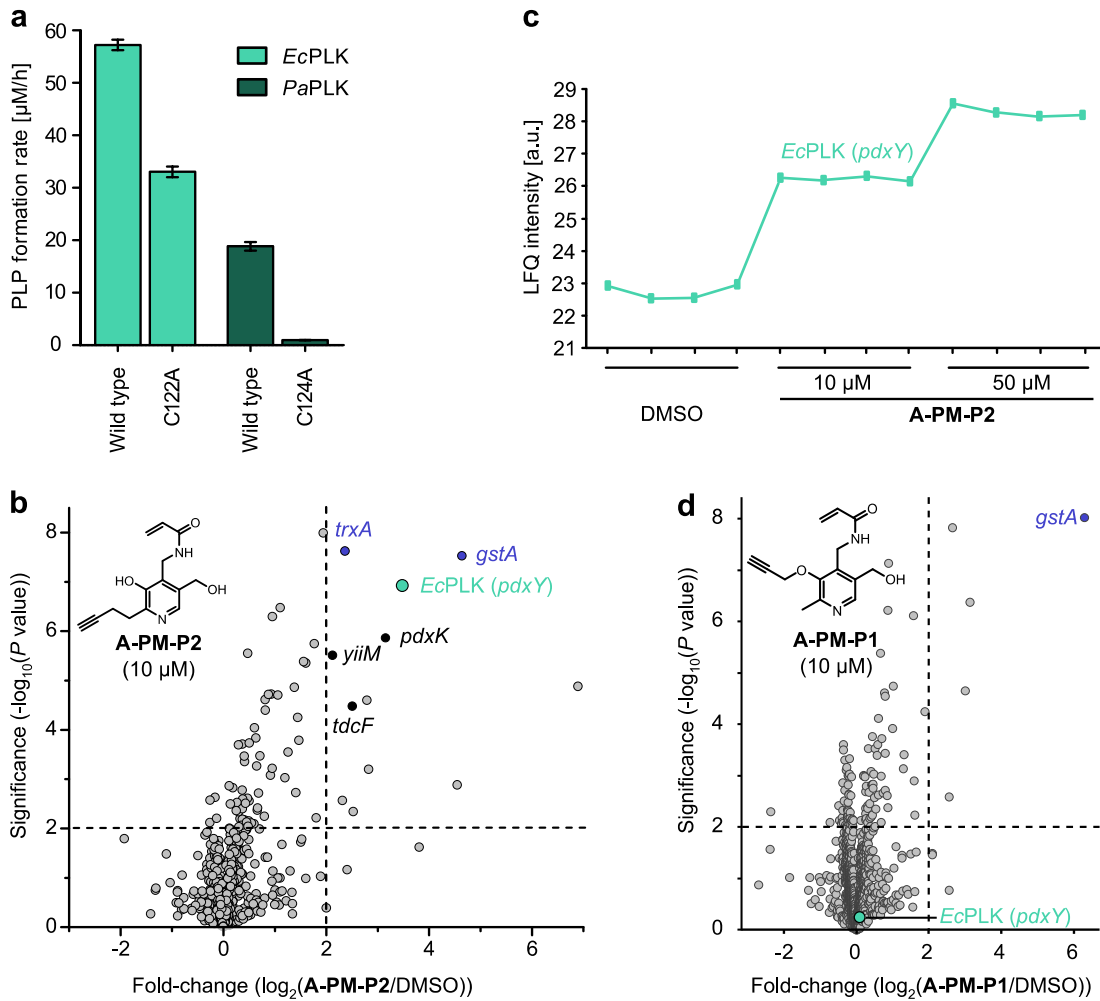 a
PLP formation rate [µM/h]
60
50
40
30
20
10
0
EcPLK
PaPLK
Wild type
C122A
Wild type
C124A
c
LFQ intensity [a.u.]
29
28
27
26
25
24
23
22
21
EcPLK (pdxY)
10 µM
50 µM
DMSO
A-PM-P2
b
Significance (-log10(P value))
8
6
4
2
0
O
NH
HO
OH
N
A-PM-P2
(10 µM)
trxA
gstA
EcPLK (pdxY)
pdxK
yiiM
tdcF
-2
0
2
4
6
Fold-change (log2(A-PM-P2/DMSO))
d
Significance (-log10(P value))
8
6
4
2
0
O
NH
O
OH
N
A-PM-P1
(10 µM)
gstA
EcPLK (pdxY)
-2
0
2
4
6
Fold-change (log2(A-PM-P1/DMSO))